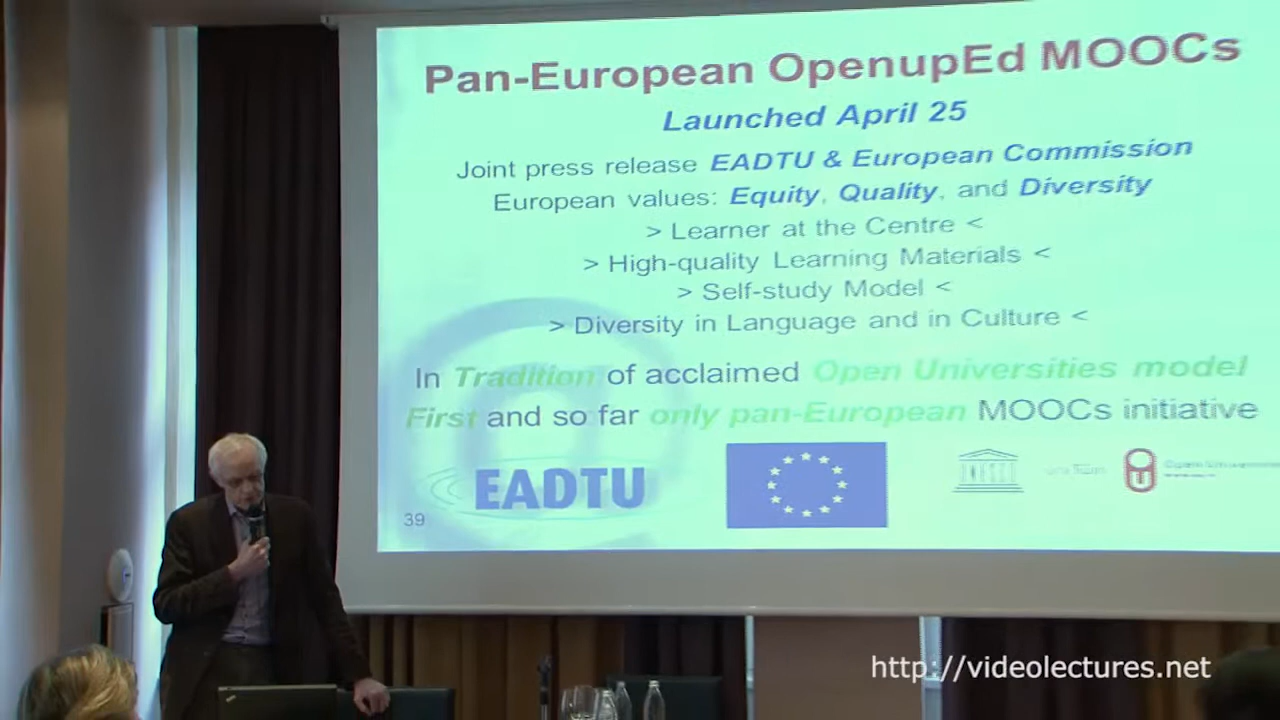 Pan-European OpenupEd MOOCs
Launched April 25
Joint press release EADTU & European Commission
European values: Equity, Quality, and Diversity
> Learner at the Centre <
> High-quality Learning Materials <
> Self-study Model <
> Diversity in Language and in Culture <
In Tradition of acclaimed Open Universities model
First and so far only pan-European MOOCs initiative
EADTU
UNESCO
39
http://videolectures.net